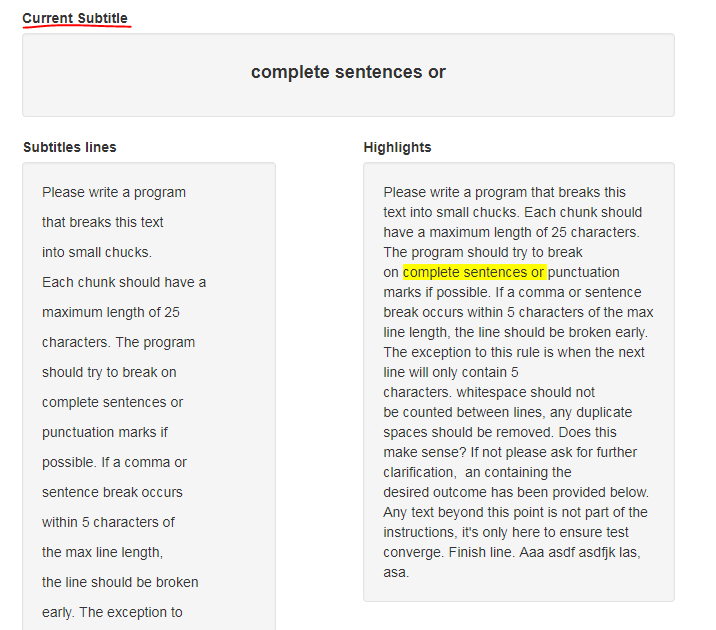 Current Subtitle
complete sentences or
Subtitles lines
Please write a program
that breaks this text
into small chucks.
Each chunk should have a
maximum length of 25
characters. The program
should try to break on
complete sentences or
punctuation marks if
possible. If a comma or
sentence break occurs
within 5 characters of
the max line length,
the line should be broken
early. The exception to
Highlights
Please write a program that breaks this
text into small chucks. Each chunk should
have a maximum length of 25 characters.
The program should try to break
on complete sentences or punctuation
marks if possible. If a comma or sentence
break occurs within 5 characters of the max
line length, the line should be broken early.
The exception to this rule is when the next
line will only contain 5
characters. whitespace should not
be counted between lines, any duplicate
spaces should be removed. Does this
make sense? If not please ask for further
clarification,  an containing the
desired outcome has been provided below.
Any text beyond this point is not part of the
instructions, it's only here to ensure test
converge. Finish line. Aaa asdf asdfjk las,
asa.